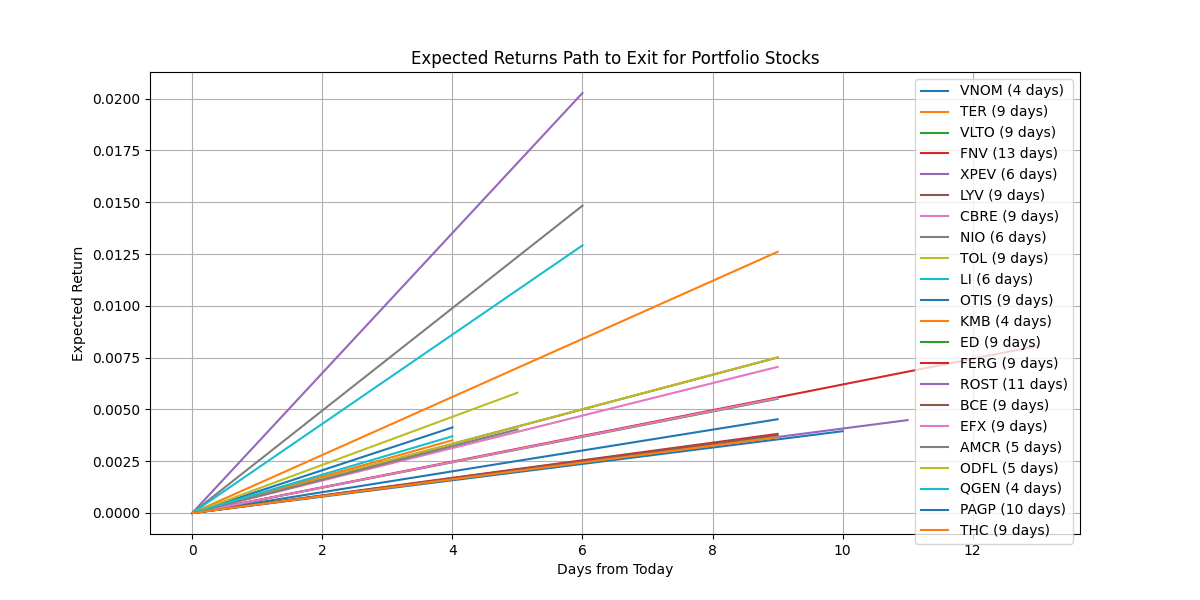 Expected Returns Path to Exit for Portfolio Stocks
Expected Return
0.0200
0.0175
0.0150
0.0125
0.0100
0.0075
0.0050
0.0025
0.0000
VNOM (4 days)
TER (9 days)
VLTO (9 days)
FNV (13 days)
XPEV (6 days)
LYV (9 days)
CBRE (9 days)
NIO (6 days)
TOL (9 days)
LI (6 days)
OTIS (9 days)
KMB (4 days)
ED (9 days)
FERG (9 days)
ROST (11 days)
BCE (9 days)
EFX (9 days)
AMCR (5 days)
ODFL (5 days)
QGEN (4 days)
PAGP (10 days)
THC (9 days)
0 2 4 6 8 10 12
Days from Today